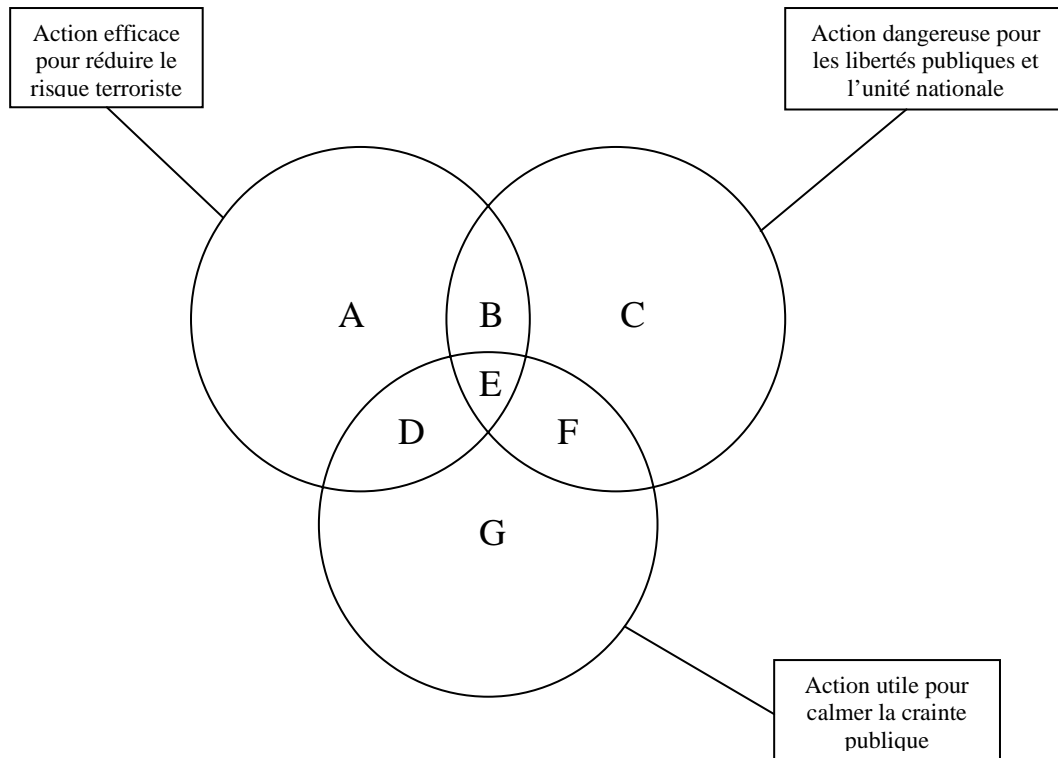 Action efficace
pour réduire le
risque terroriste
Action dangereuse pour
les libertés publiques et
l’unité nationale
A
B
C
E
D
F
G
Action utile pour
calmer la crainte
publique